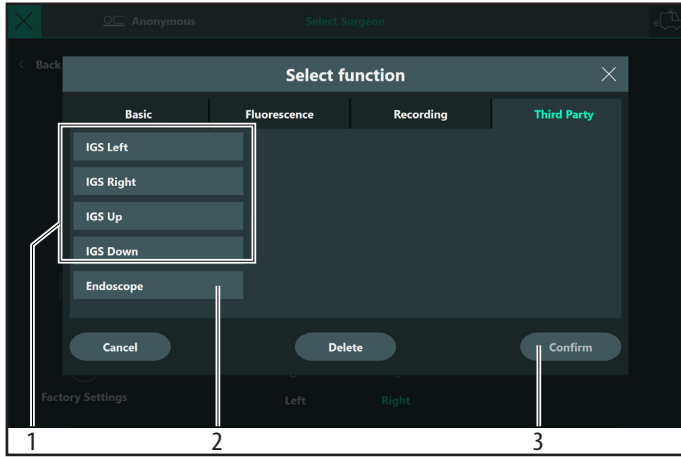 Anonymous Select Surgeon
Back
Select function
Basic Fluorescence Recording Third Party
IGS Left
IGS Right
IGS Up
IGS Down
Endoscope
Cancel Delete Confirm
Factory Settings Left Right
1 2 3